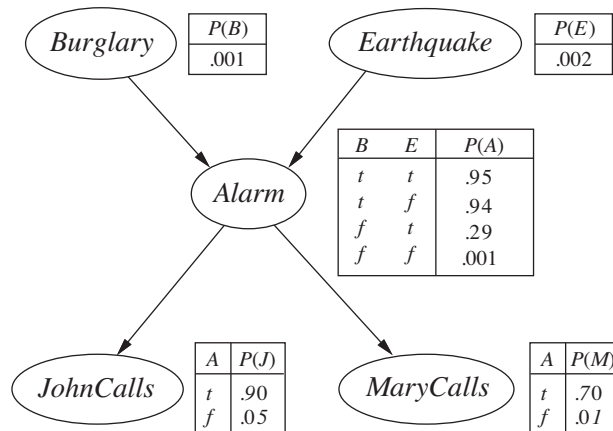 Burglary
P(B)
.001
Earthquake
P(E)
.002
Alarm
B E P(A)
t t .95
t f .94
f t .29
f f .001
JohnCalls
A P(J)
t .90
f .05
MaryCalls
A P(M)
t .70
f .01